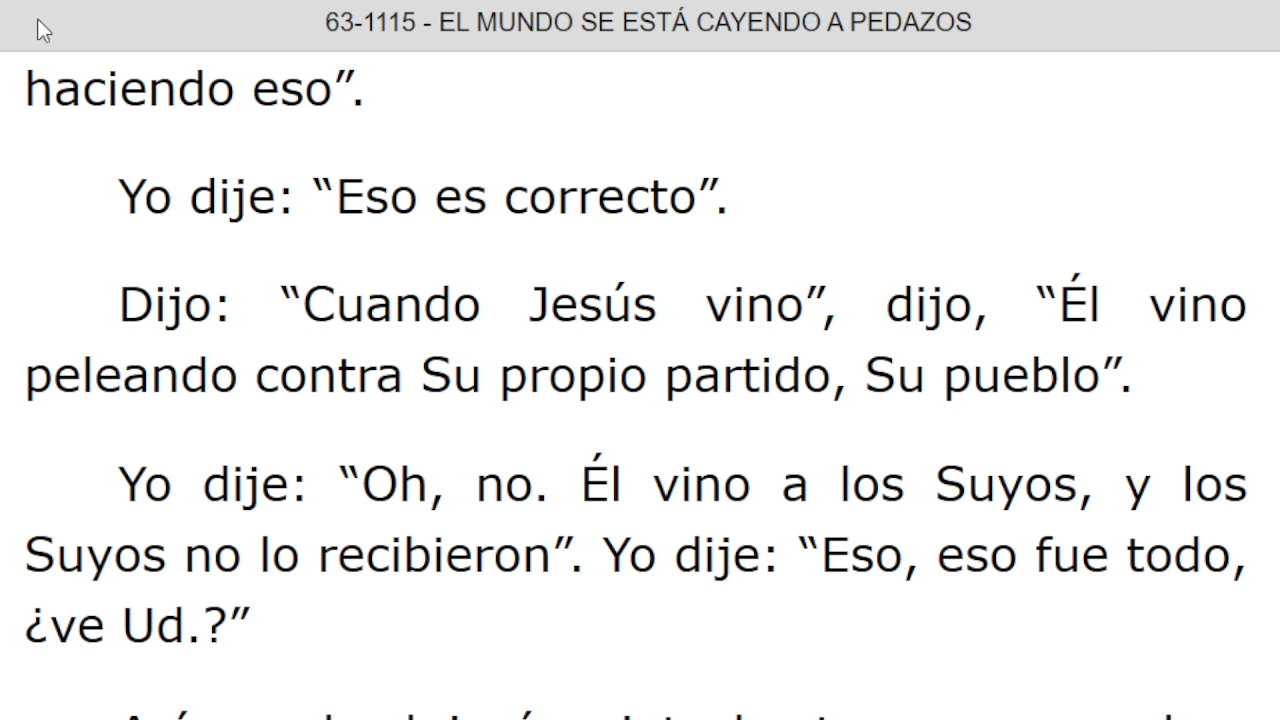 63-1115 - EL MUNDO SE ESTÁ CAYENDO A PEDAZOS
haciendo eso”.
Yo dije: “Eso es correcto”.
Dijo: “Cuando Jesús vino”, dijo, “Él vino
peleando contra Su propio partido, Su pueblo”.
Yo dije: “Oh, no. Él vino a los Suyos, y los
Suyos no lo recibieron”. Yo dije: “Eso, eso fue todo,
¿ve Ud.?”